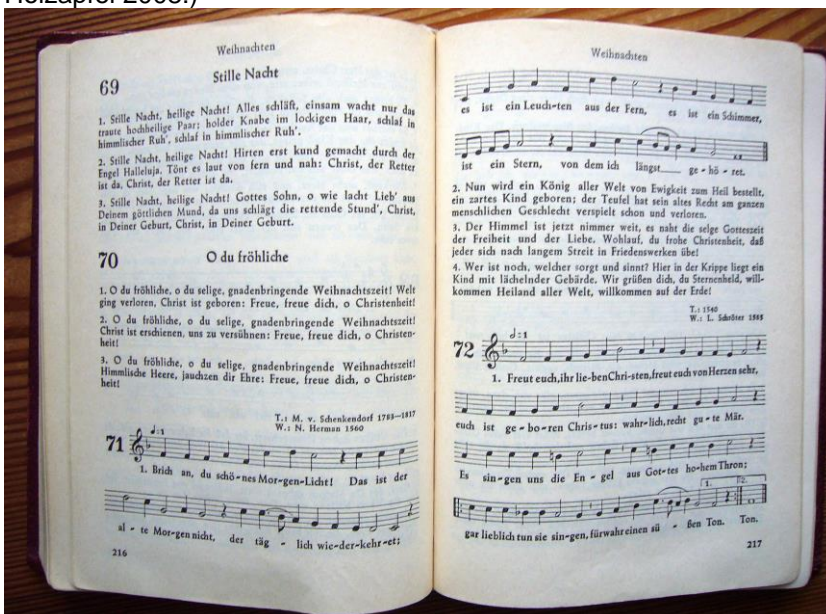 Holzapfel 2008.)
Weihnachten
69
Stille Nacht
1. Stille Nacht, heilige Nacht! Alles schläft, einsam wacht nur das
traute hochheilige Paar; holder Knabe im lockigen Haar, schlaf in
himmlischer Ruh', schlaf in himmlischer Ruh'.
2. Stille Nacht, heilige Nacht! Hirten erst kund gemacht durch der
Engel Halleluja. Tönt es laut von fern und nah: Christ, der Retter
ist da, Christ, der Retter ist da.
3. Stille Nacht, heilige Nacht! Gottes Sohn, o wie lacht Lieb' aus
Deinem göttlichen Mund, da uns schlägt die rettende Stund', Christ,
in Deiner Geburt, Christ, in Deiner Geburt.
70
O du fröhliche
1. O du fröhliche, o du selige, gnadenbringende Weihnachtszeit! Welt
ging verloren, Christ ist geboren: Freue, freue dich, o Christenheit!
2. O du fröhliche, o du selige, gnadenbringende Weihnachtszeit!
Christ ist erschienen, uns zu versühnen: Freue, freue dich, o Christen-
heit!
3. O du fröhliche, o du selige, gnadenbringende Weihnachtszeit!
Himmlische Heere, jauchzen dir Ehre: Freue, freue dich, o Christen-
heit!
T.: M. v. Schenkendorf 1783—1817
W.: N. Herman 1560
71
1. Brich an, du schö-nes Mor-gen-Licht! Das ist der
al - te Mor-gen nicht, der täg - lich wie-der-kehr-et;
216
Weihnachten
es ist ein Leuch-ten aus der Fern, es ist ein Schimmer,
ist ein Stern, von dem ich längst ge - hö - ret.
2. Nun wird ein König aller Welt von Ewigkeit zum Heil bestellt,
ein zartes Kind geboren; der Teufel hat sein altes Recht am ganzen
menschlichen Geschlecht verspielt schon und verloren.
3. Der Himmel ist jetzt nimmer weit, es naht die selge Gotteszeit
der Freiheit und der Liebe. Wohlauf, du frohe Christenheit, daß
jeder sich nach langem Streit in Friedenswerken übe!
4. Wer ist noch, welcher sorgt und sinnt? Hier in der Krippe liegt ein
Kind mit lächelnder Gebärde. Wir grüßen dich, du Sternenheld, will-
kommen Heiland aller Welt, willkommen auf der Erde!
T.: 1540
W.: L. Schröter 1585
72
1. Freut euch, ihr lie-ben Chri-sten, freut euch von Herzen sehr,
euch ist ge - bo - ren Chris - tus: wahr-lich, recht gu - te Mär.
Es sin - gen uns die En - gel aus Got-tes ho-hem Thron;
1. 2.
gar lieblich tun sie sin - gen, fürwahr einen sü - ßen Ton. Ton.
217